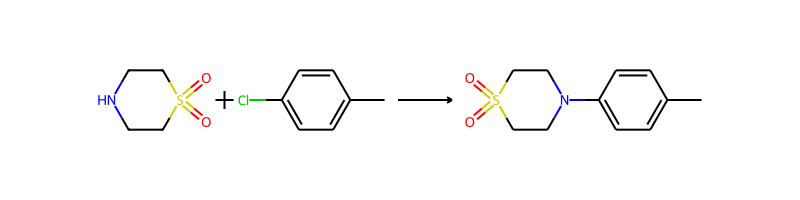 HN S O O + Cl O O S N